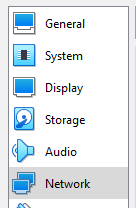 General
System
Display
Storage
Audio
Network